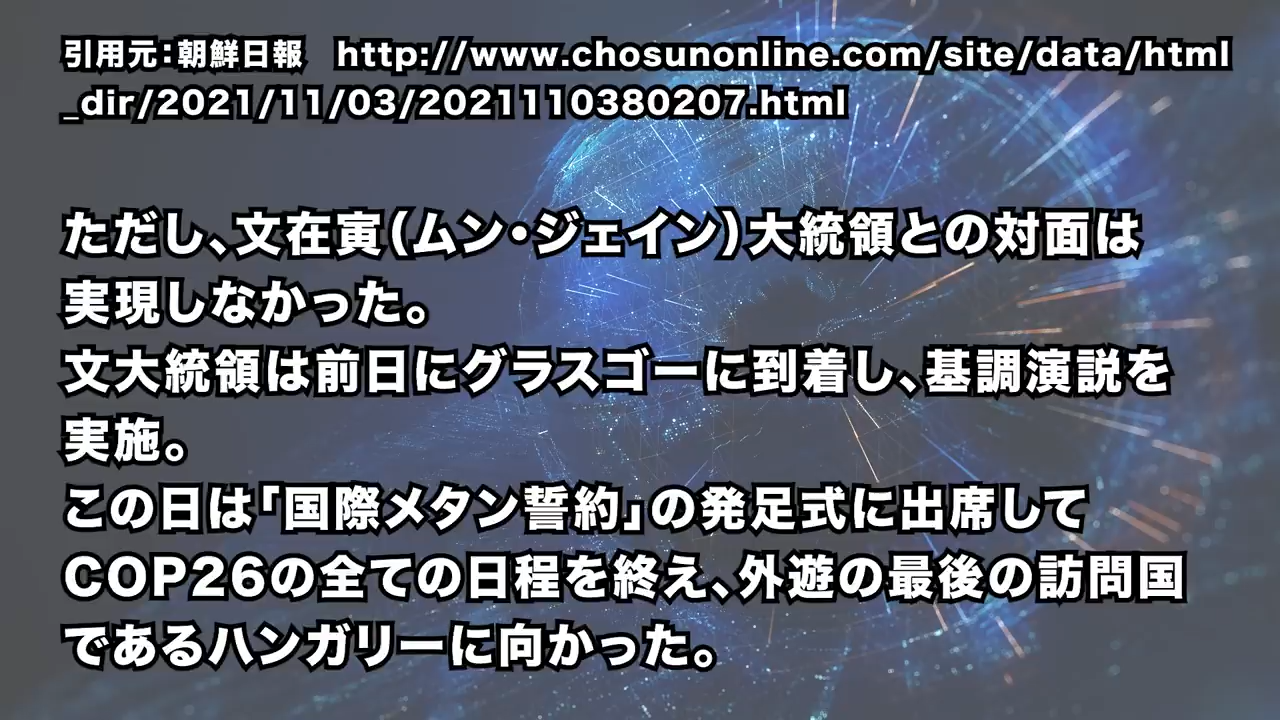 引用元：朝鮮日報　http://www.chosunonline.com/site/data/html
_dir/2021/11/03/2021110380207.html
ただし、文在寅（ムン・ジェイン）大統領との対面は
実現しなかった。
文大統領は前日にグラスゴーに到着し、基調演説を
実施。
この日は「国際メタン誓約」の発足式に出席して
COP26の全ての日程を終え、外遊の最後の訪問国
であるハンガリーに向かった。